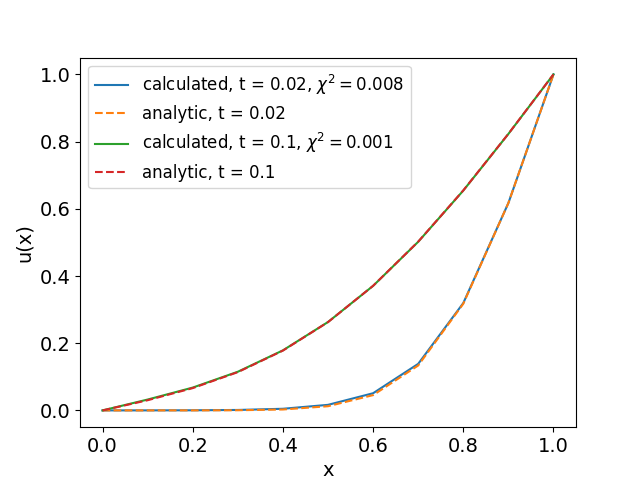 calculated, t = 0.02, χ² = 0.008
analytic, t = 0.02
calculated, t = 0.1, χ² = 0.001
analytic, t = 0.1
1.0
0.8
0.6
0.4
0.2
0.0
u(x)
0.0 0.2 0.4 0.6 0.8 1.0
x